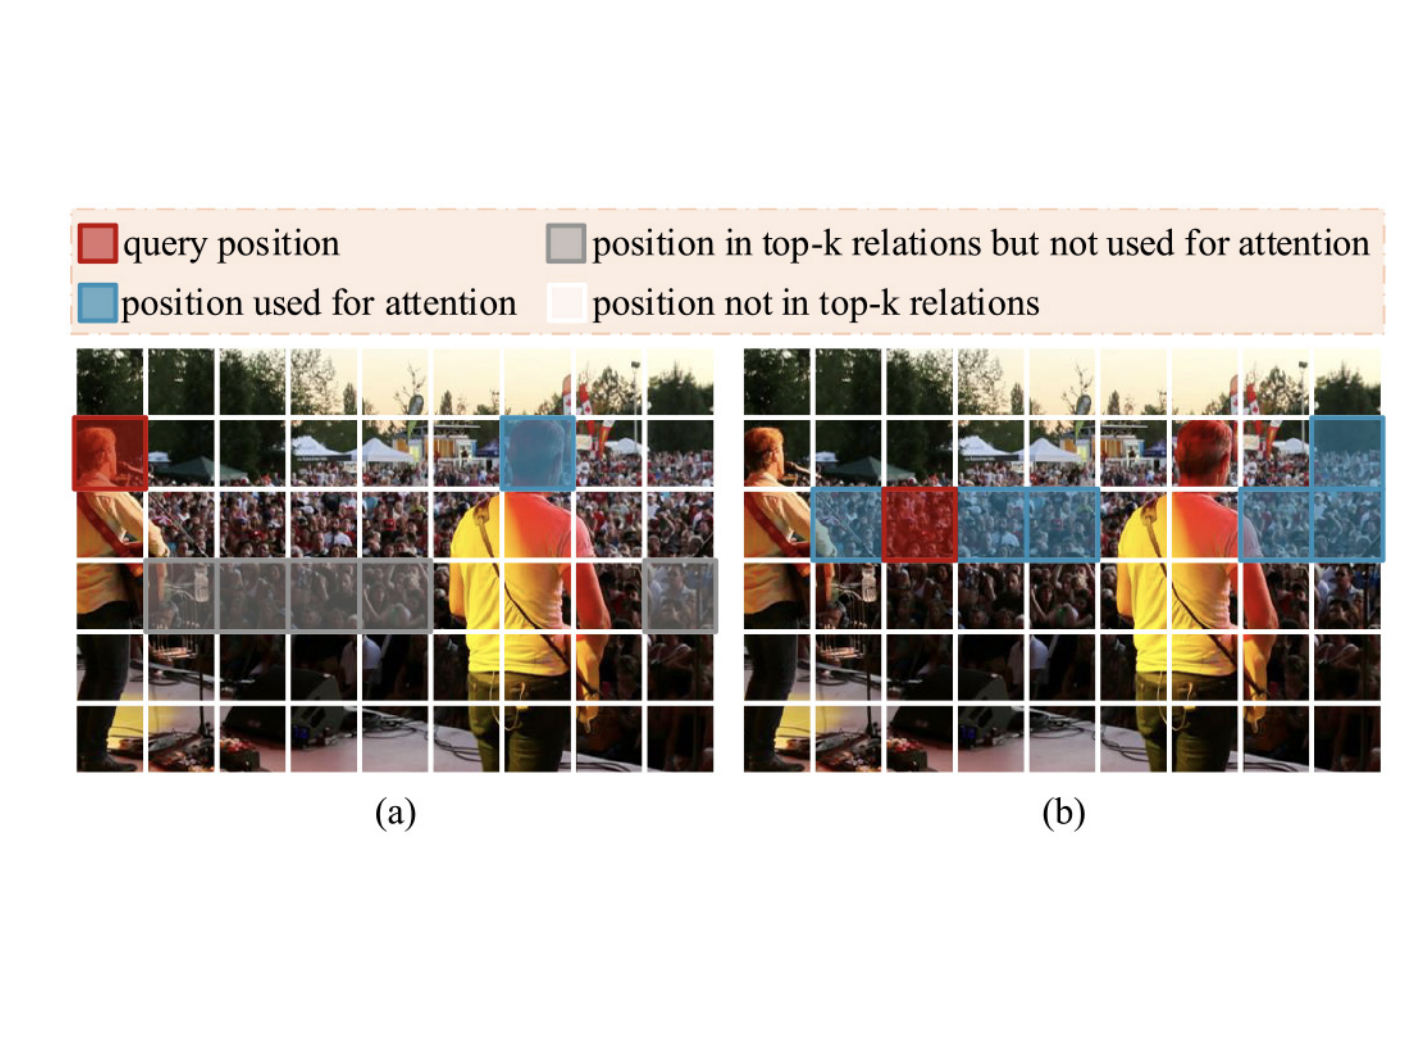 query position
position in top-k relations but not used for attention
position used for attention
position not in top-k relations
(a)
(b)